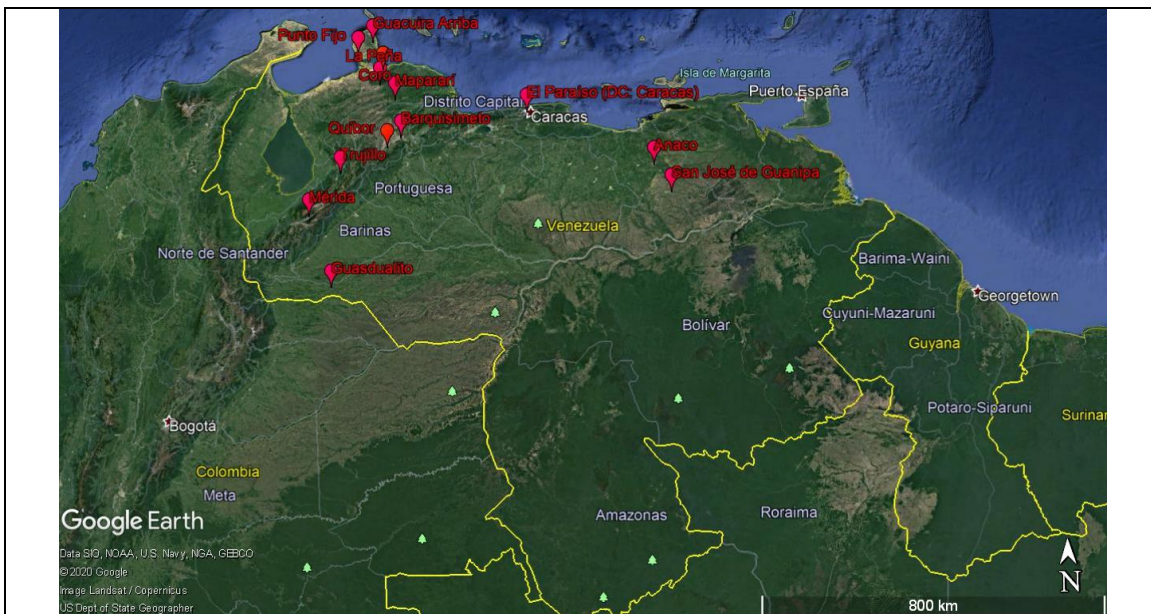 Guacuira Arriba
Punto Fijo
La Peña
Isla de Margarita
Coro
Mapararí
El Paraíso (DC: Caracas)
Puerto España
Distrito Capital
Caracas
Barquisimeto
Quíbor
Anaco
Trujillo
San José de Guanipa
Portuguesa
Mérida
Venezuela
Barinas
Norte de Santander
Barima-Waini
Guasdualito
Georgetown
Cuyuni-Mazaruni
Bolívar
Guyana
Potaro-Siparuni
Surinam
Bogotá
Colombia
Meta
Amazonas
Roraima
Google Earth
Data SIO, NOAA, U.S. Navy, NGA, GEBCO
© 2020 Google
Image Landsat / Copernicus
US Dept of State Geographer
N
800 km